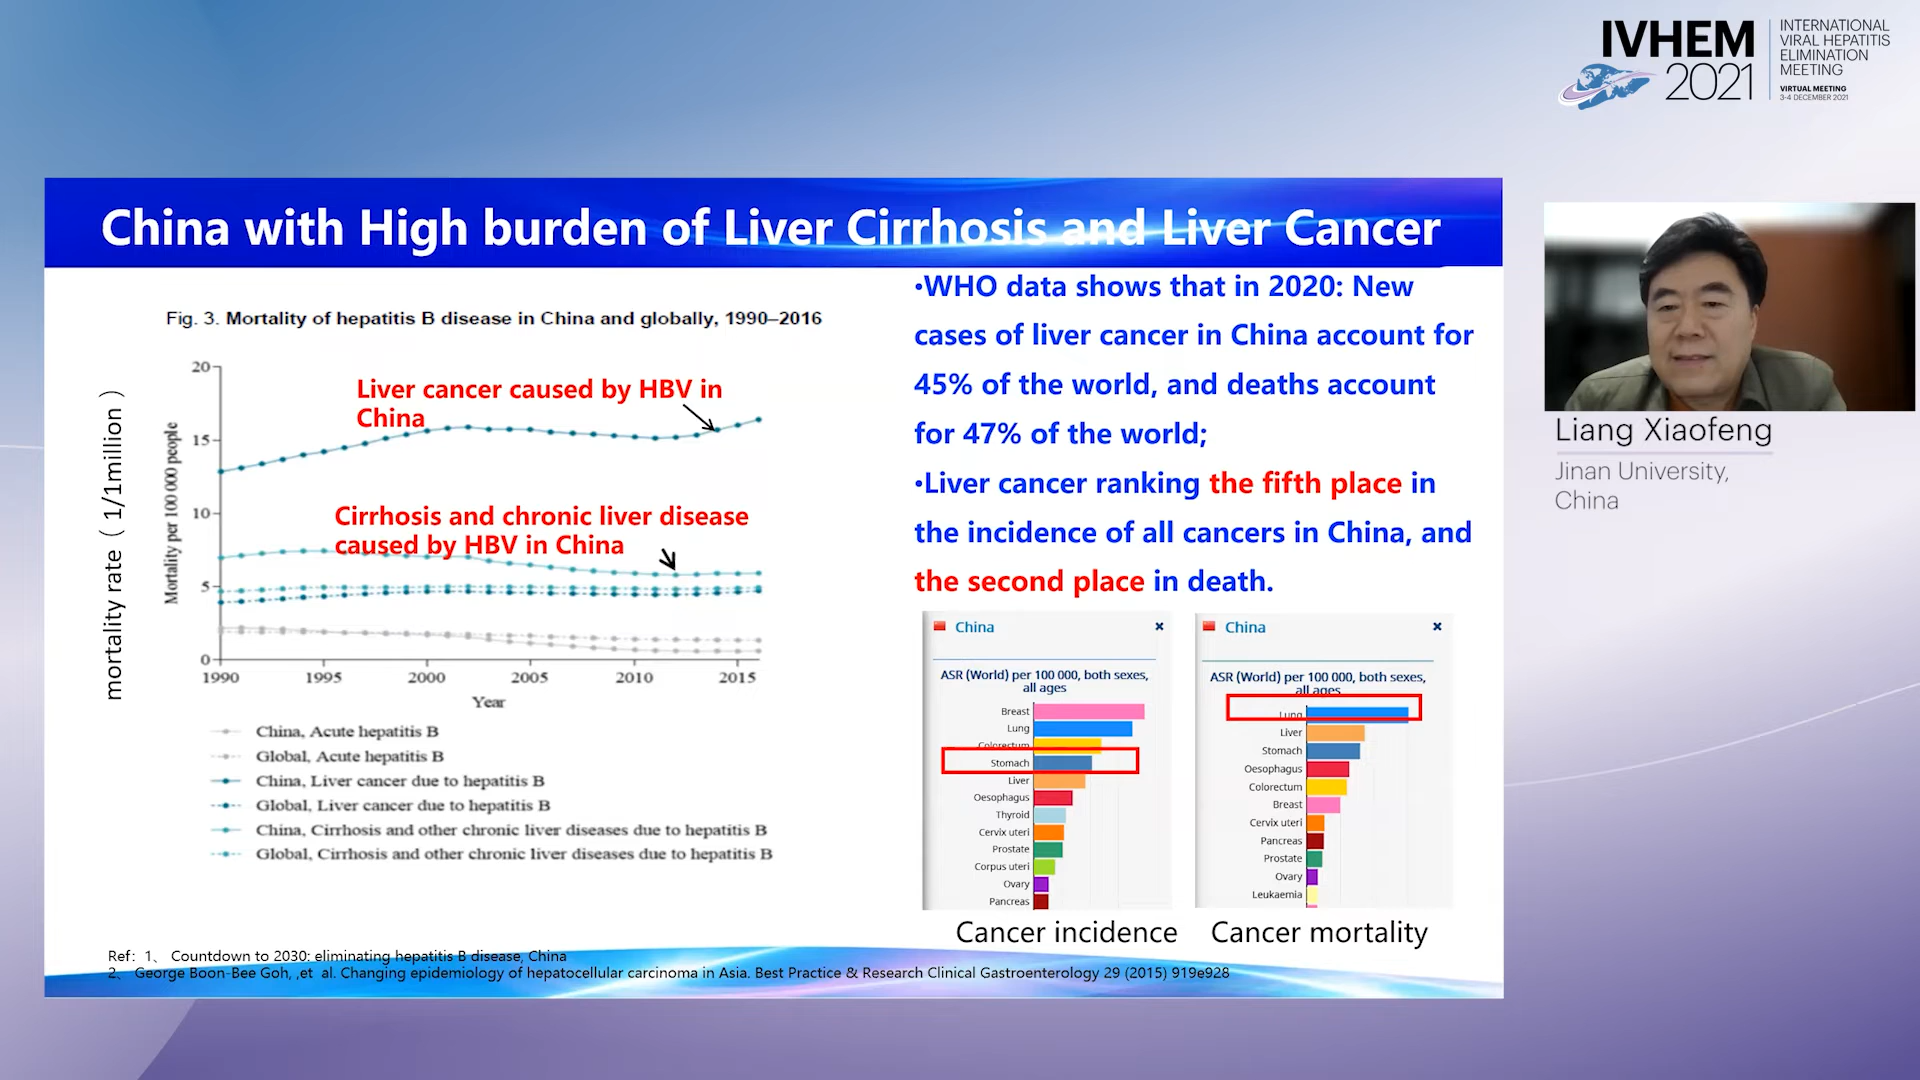 IVHEM
2021
INTERNATIONAL
VIRAL HEPATITIS
ELIMINATION
MEETING
VIRTUAL MEETING
3-4 DECEMBER 2021
China with High burden of Liver Cirrhosis and Liver Cancer
Fig. 3. Mortality of hepatitis B disease in China and globally, 1990–2016
mortality rate（ 1/1million ）
Mortality per 100 000 people
20
15
10
5
0
Liver cancer caused by HBV in
China
Cirrhosis and chronic liver disease
caused by HBV in China
1990 1995 2000 2005 2010 2015
Year
China, Acute hepatitis B
Global, Acute hepatitis B
China, Liver cancer due to hepatitis B
Global, Liver cancer due to hepatitis B
China, Cirrhosis and other chronic liver diseases due to hepatitis B
Global, Cirrhosis and other chronic liver diseases due to hepatitis B
•WHO data shows that in 2020: New
cases of liver cancer in China account for
45% of the world, and deaths account
for 47% of the world;
•Liver cancer ranking the fifth place in
the incidence of all cancers in China, and
the second place in death.
China ×
ASR (World) per 100 000, both sexes,
all ages
Breast
Lung
Colorectum
Stomach
Liver
Oesophagus
Thyroid
Cervix uteri
Prostate
Corpus uteri
Ovary
Pancreas
Cancer incidence
China ×
ASR (World) per 100 000, both sexes,
all ages
Lung
Liver
Stomach
Oesophagus
Colorectum
Breast
Cervix uteri
Pancreas
Prostate
Ovary
Leukaemia
Cancer mortality
Ref: 1、 Countdown to 2030: eliminating hepatitis B disease, China
2、 George Boon-Bee Goh, ,et al. Changing epidemiology of hepatocellular carcinoma in Asia. Best Practice & Research Clinical Gastroenterology 29 (2015) 919e928
Liang Xiaofeng
Jinan University,
China